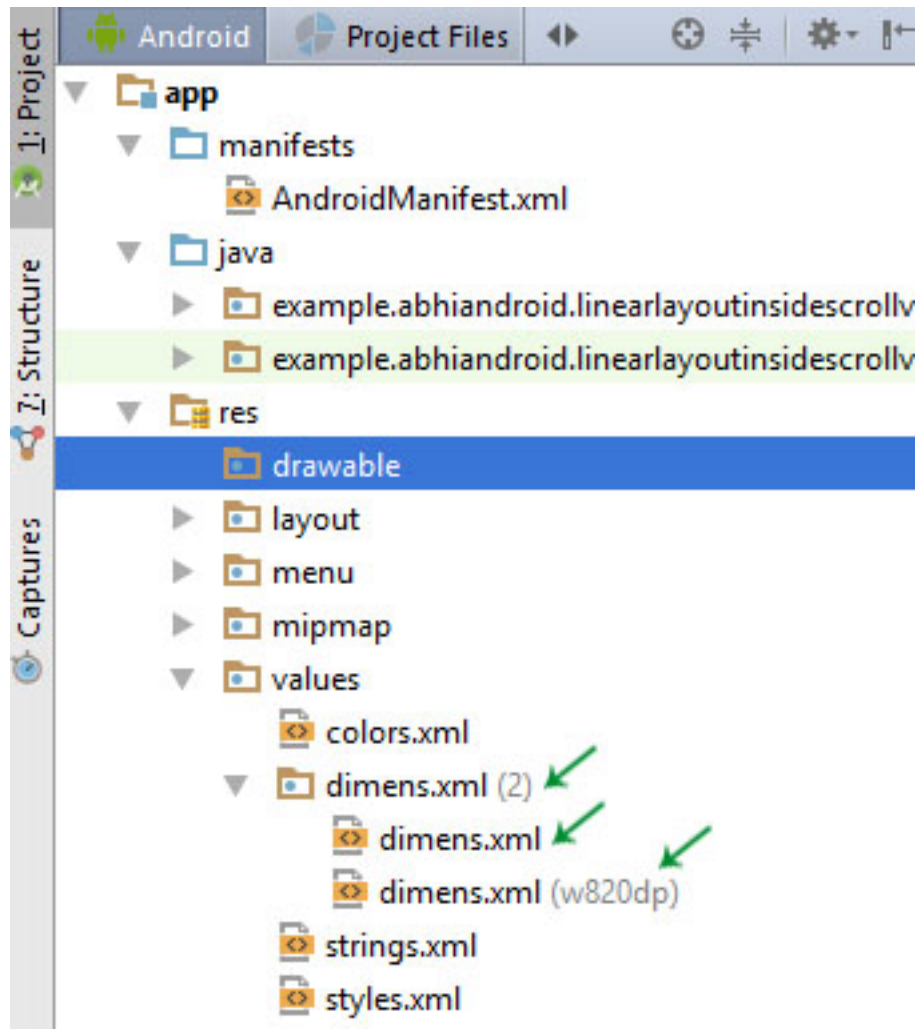 Android Project Files
1: Project
7: Structure
Captures
app
manifests
AndroidManifest.xml
java
example.abhiandroid.linearlayoutinsidescrollv
example.abhiandroid.linearlayoutinsidescrollv
res
drawable
layout
menu
mipmap
values
colors.xml
dimens.xml (2)
dimens.xml
dimens.xml (w820dp)
strings.xml
styles.xml